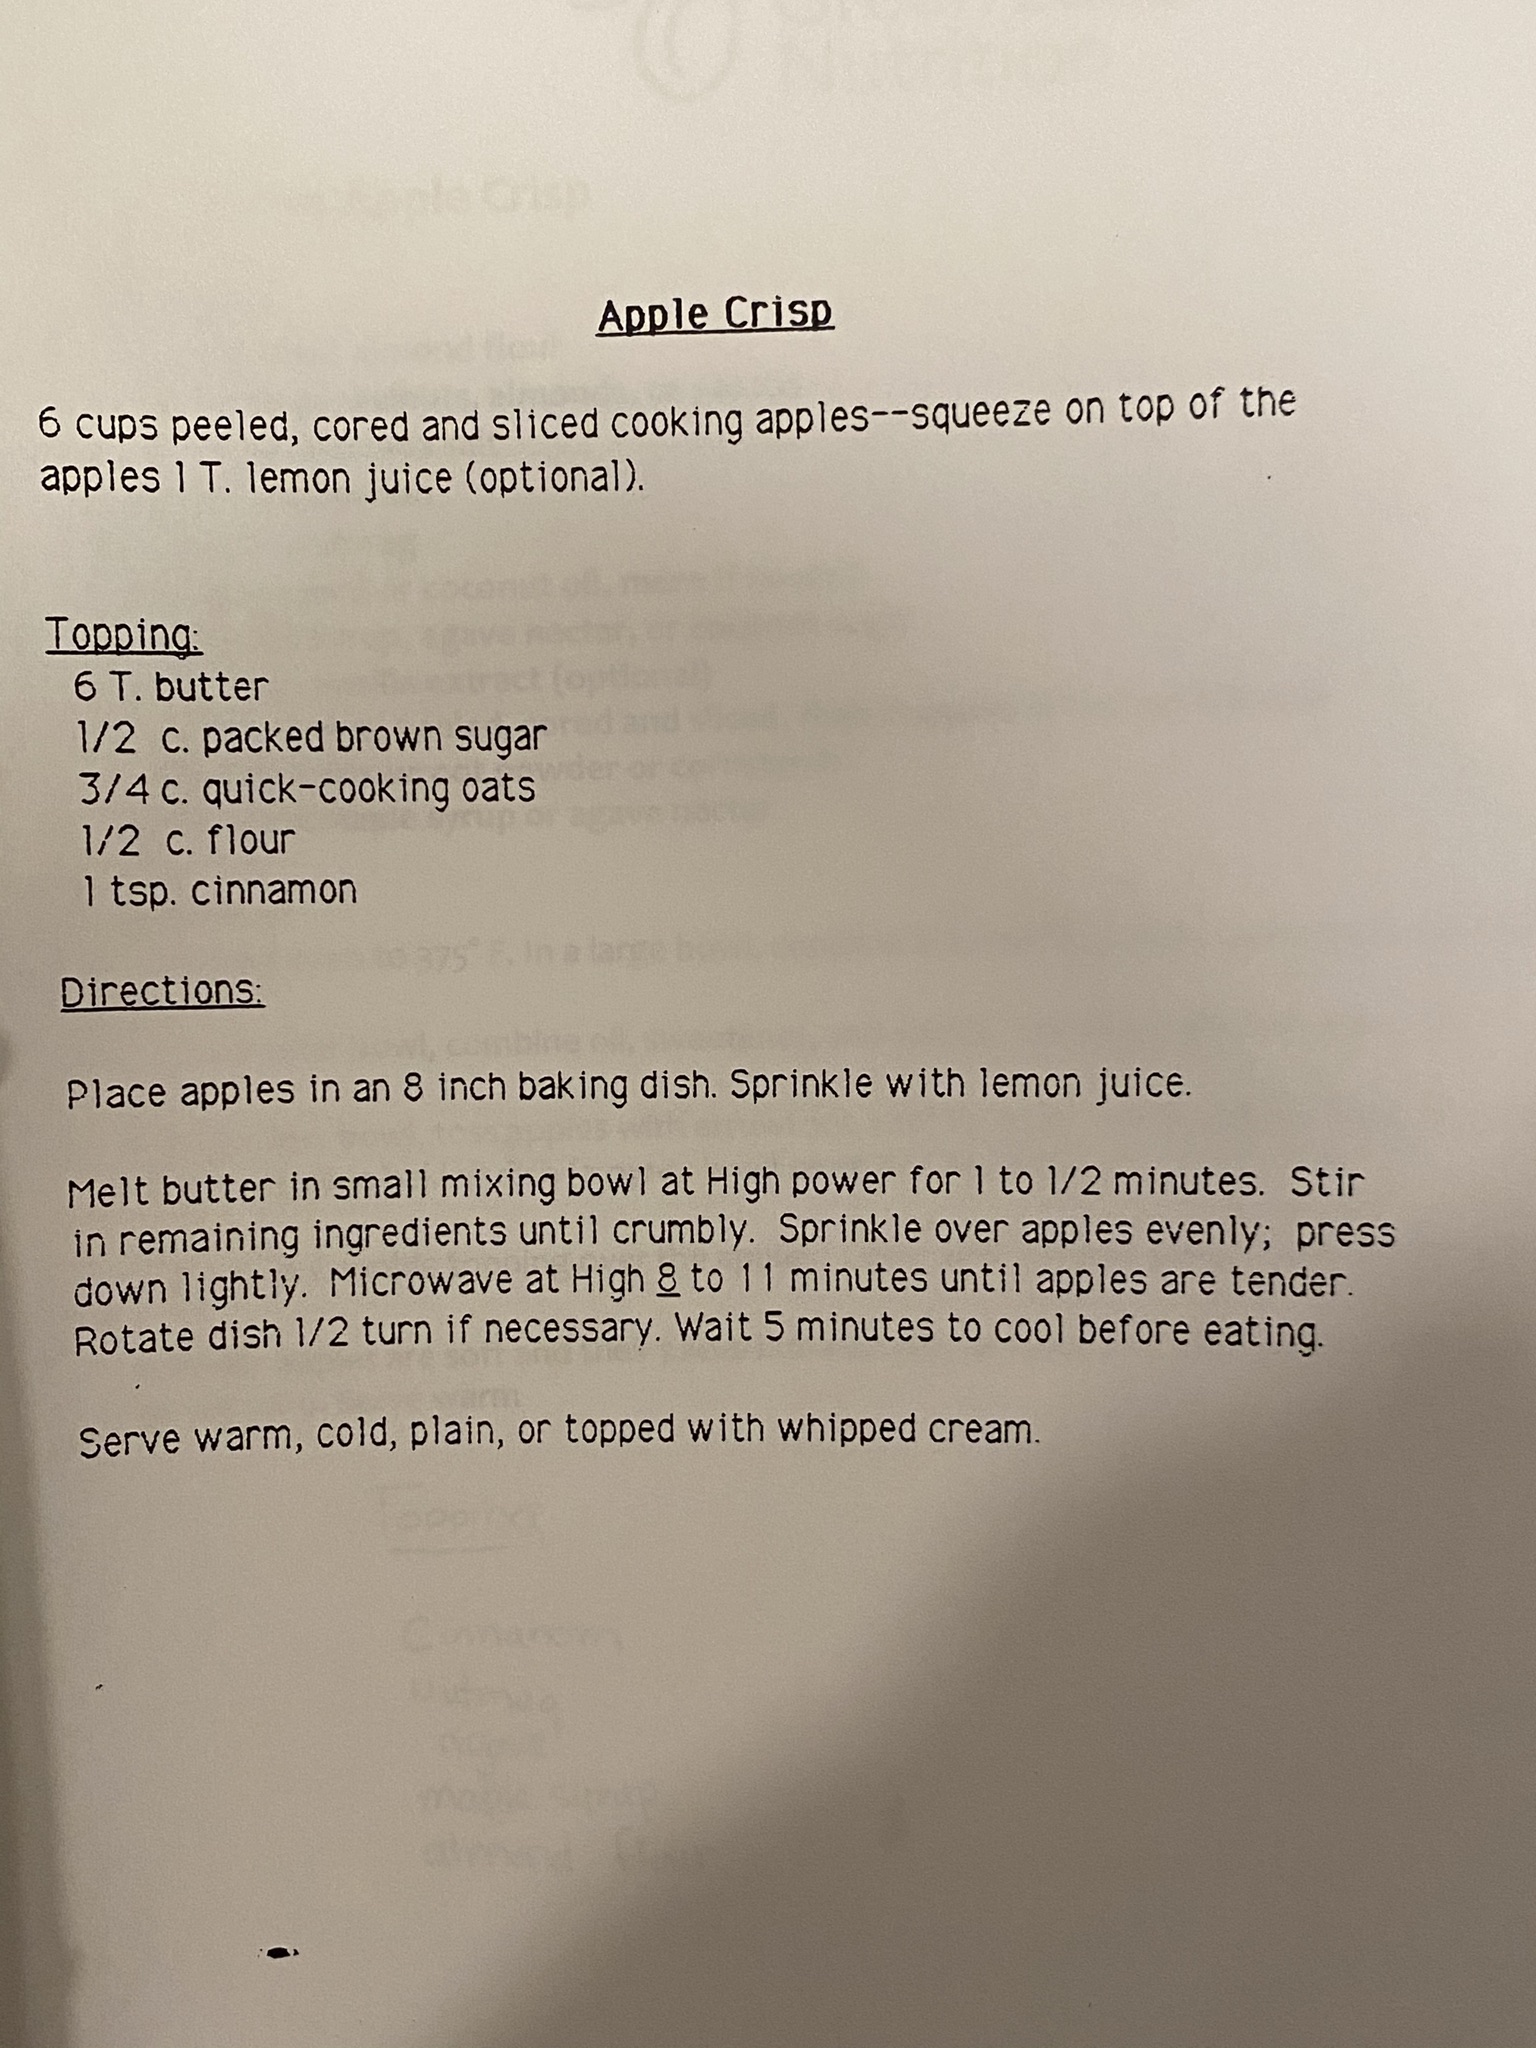 Apple Crisp
6 cups peeled, cored and sliced cooking apples--squeeze on top of the
apples 1 T. lemon juice (optional).
Topping:
6 T. butter
1/2 c. packed brown sugar
3/4 c. quick-cooking oats
1/2 c. flour
1 tsp. cinnamon
Directions:
Place apples in an 8 inch baking dish. Sprinkle with lemon juice.
Melt butter in small mixing bowl at High power for 1 to 1/2 minutes. Stir
in remaining ingredients until crumbly. Sprinkle over apples evenly; press
down lightly. Microwave at High 8 to 11 minutes until apples are tender.
Rotate dish 1/2 turn if necessary. Wait 5 minutes to cool before eating.
Serve warm, cold, plain, or topped with whipped cream.